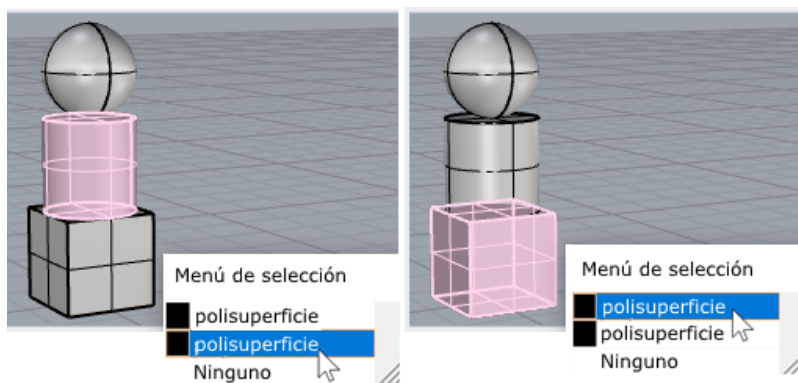 Menú de selección
polisuperficie
polisuperficie
Ninguno
Menú de selección
polisuperficie
polisuperficie
Ninguno